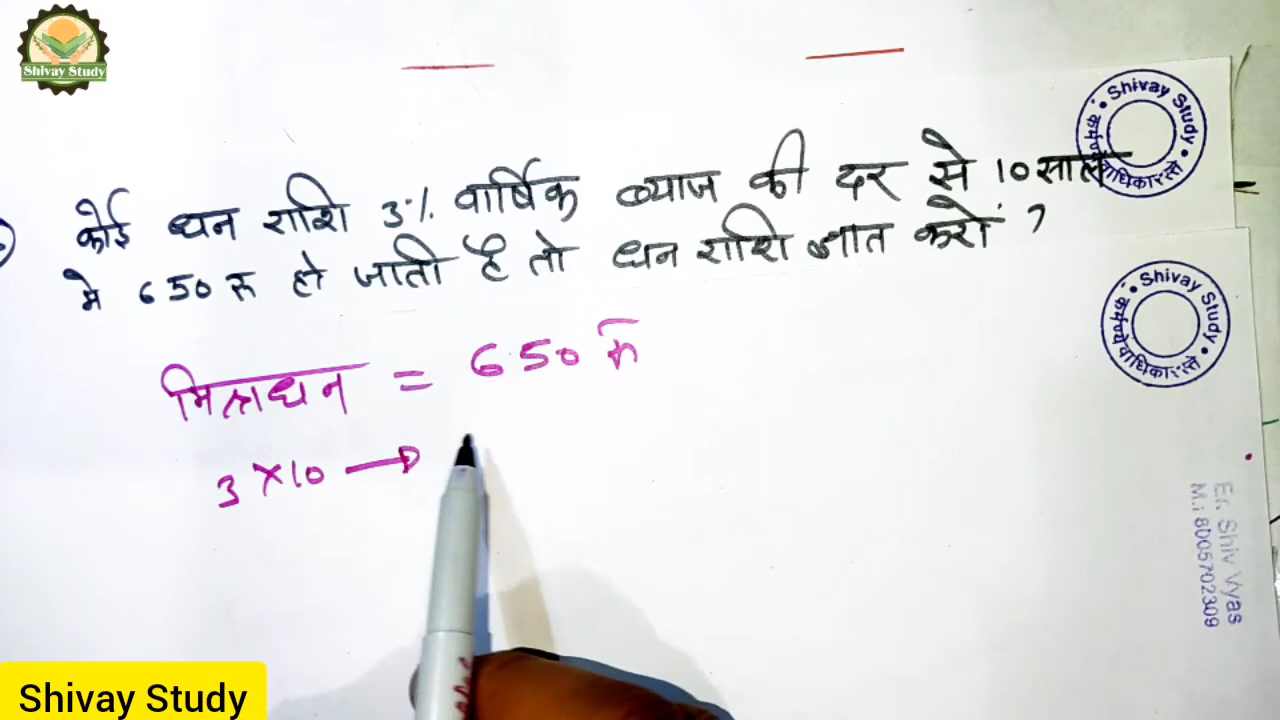 Shivay Study
कोई धन राशि 3% वार्षिक ब्याज की दर से 10 साल
मे 650 रू हो जाती है तो धन राशि ज्ञात करो ?
मिश्रधन = 650 रू
3 × 10 →
Shivay Study
Shivay Study
Er. Shiv Vyas
M.: 8005702309
Shivay Study